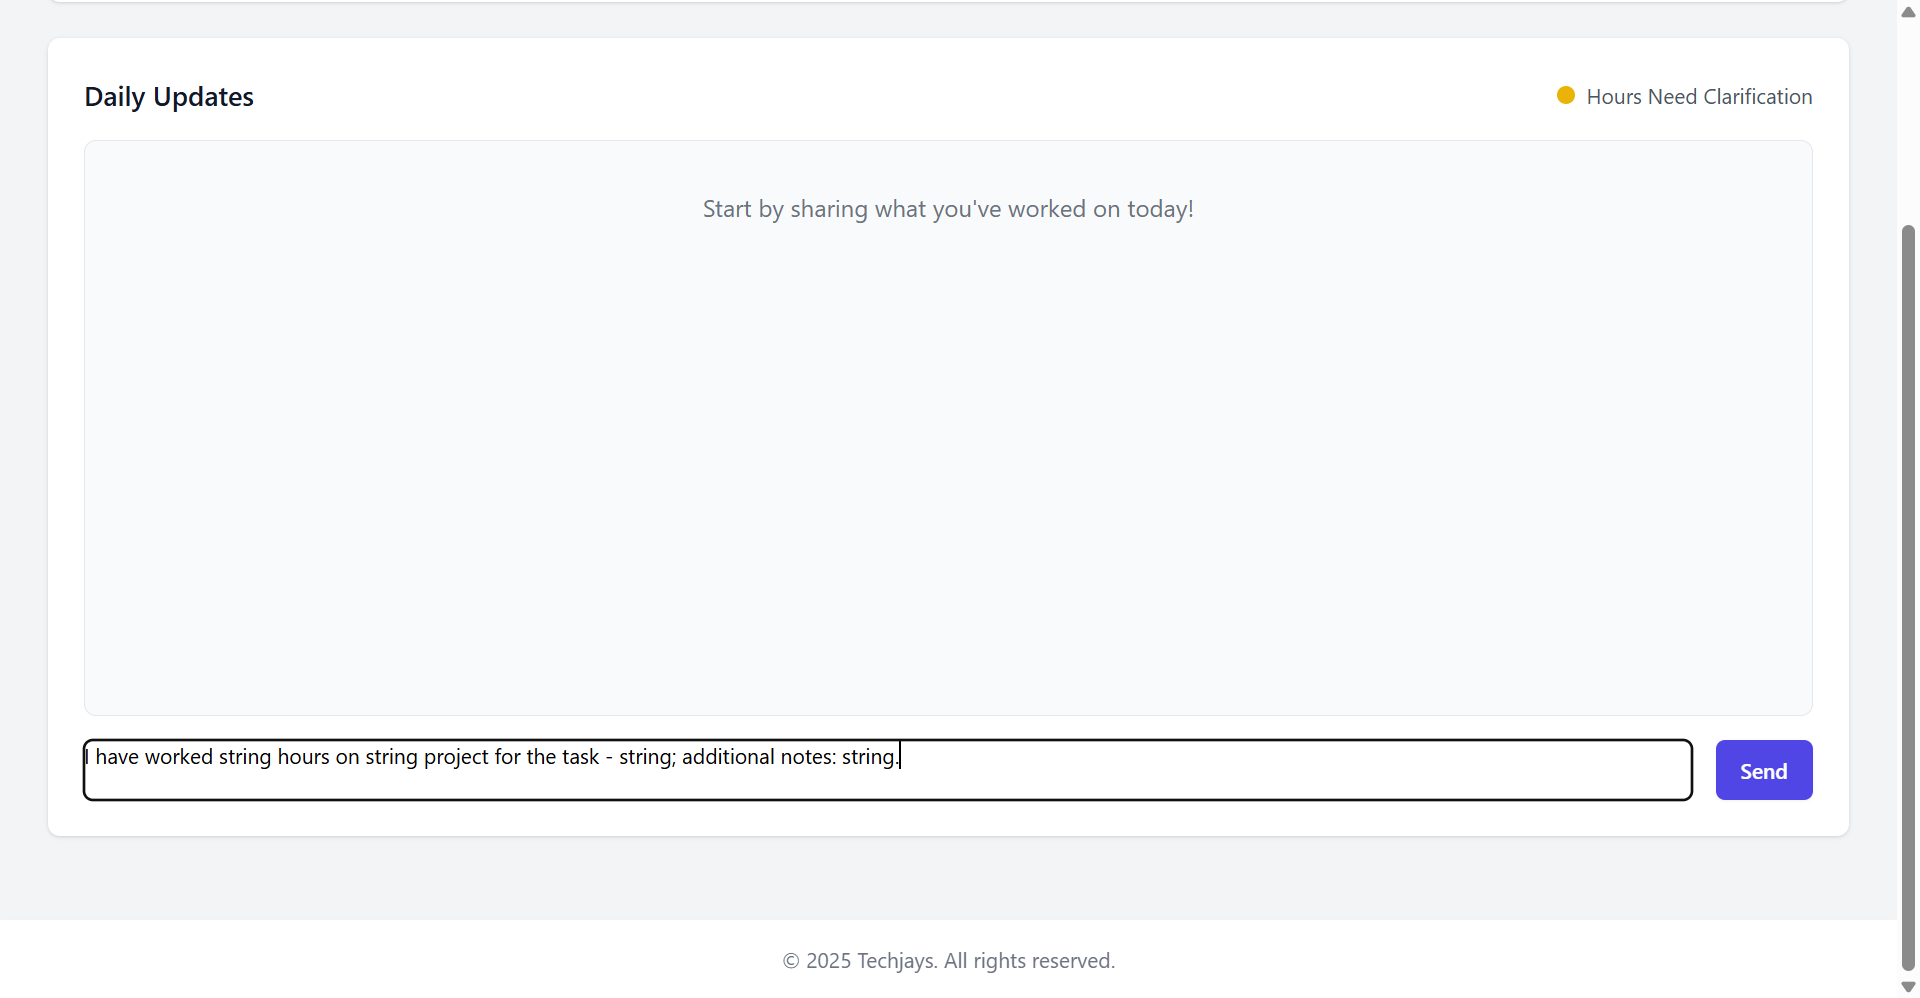 Daily Updates
Hours Need Clarification
Start by sharing what you've worked on today!
I have worked string hours on string project for the task - string; additional notes: string.
Send
© 2025 Techjays. All rights reserved.